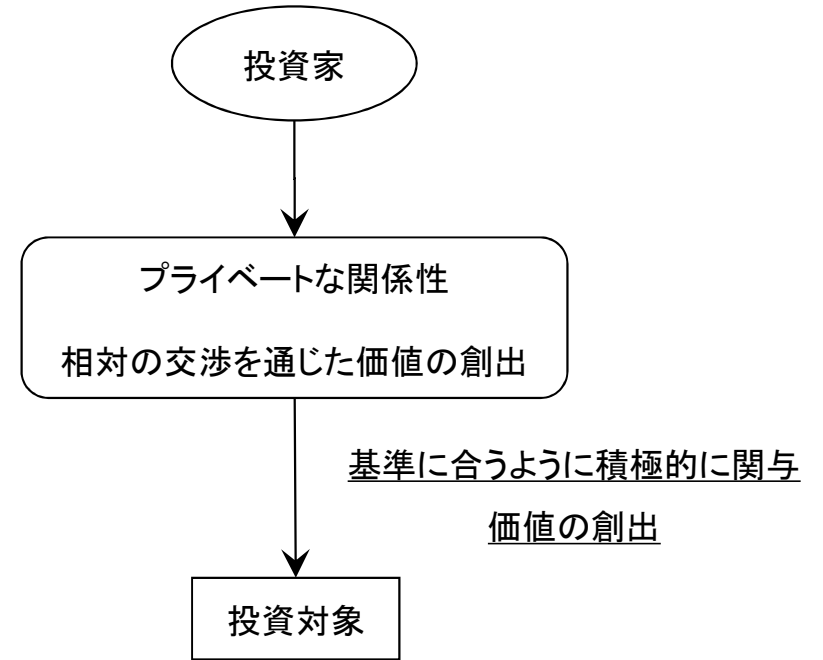 投資家
プライベートな関係性
相対の交渉を通じた価値の創出
基準に合うように積極的に関与
価値の創出
投資対象